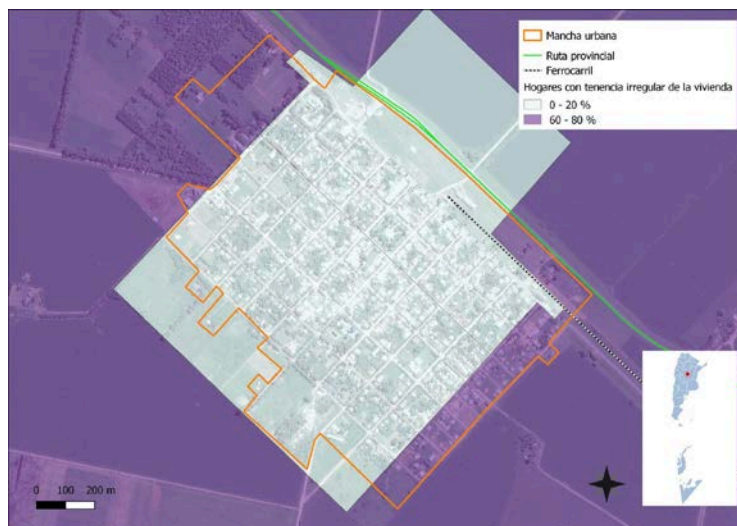 Mancha urbana
Ruta provincial
Ferrocarril
Hogares con tenencia irregular de la vivienda
0 - 20 %
60 - 80 %
0 100 200 m